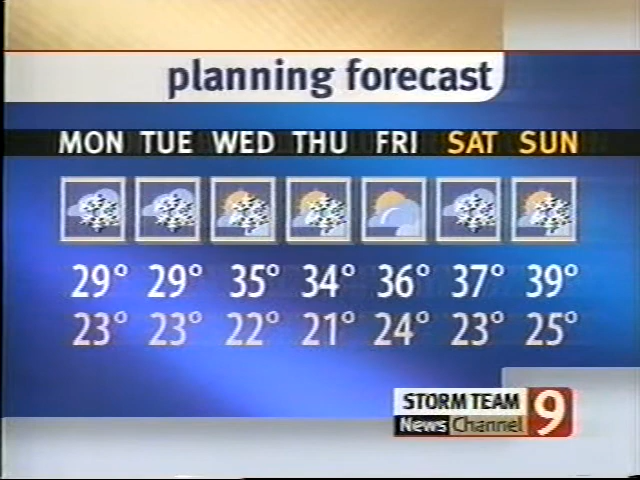 planning forecast
MON TUE WED THU FRI SAT SUN
29° 29° 35° 34° 36° 37° 39°
23° 23° 22° 21° 24° 23° 25°
STORM TEAM 9
News Channel